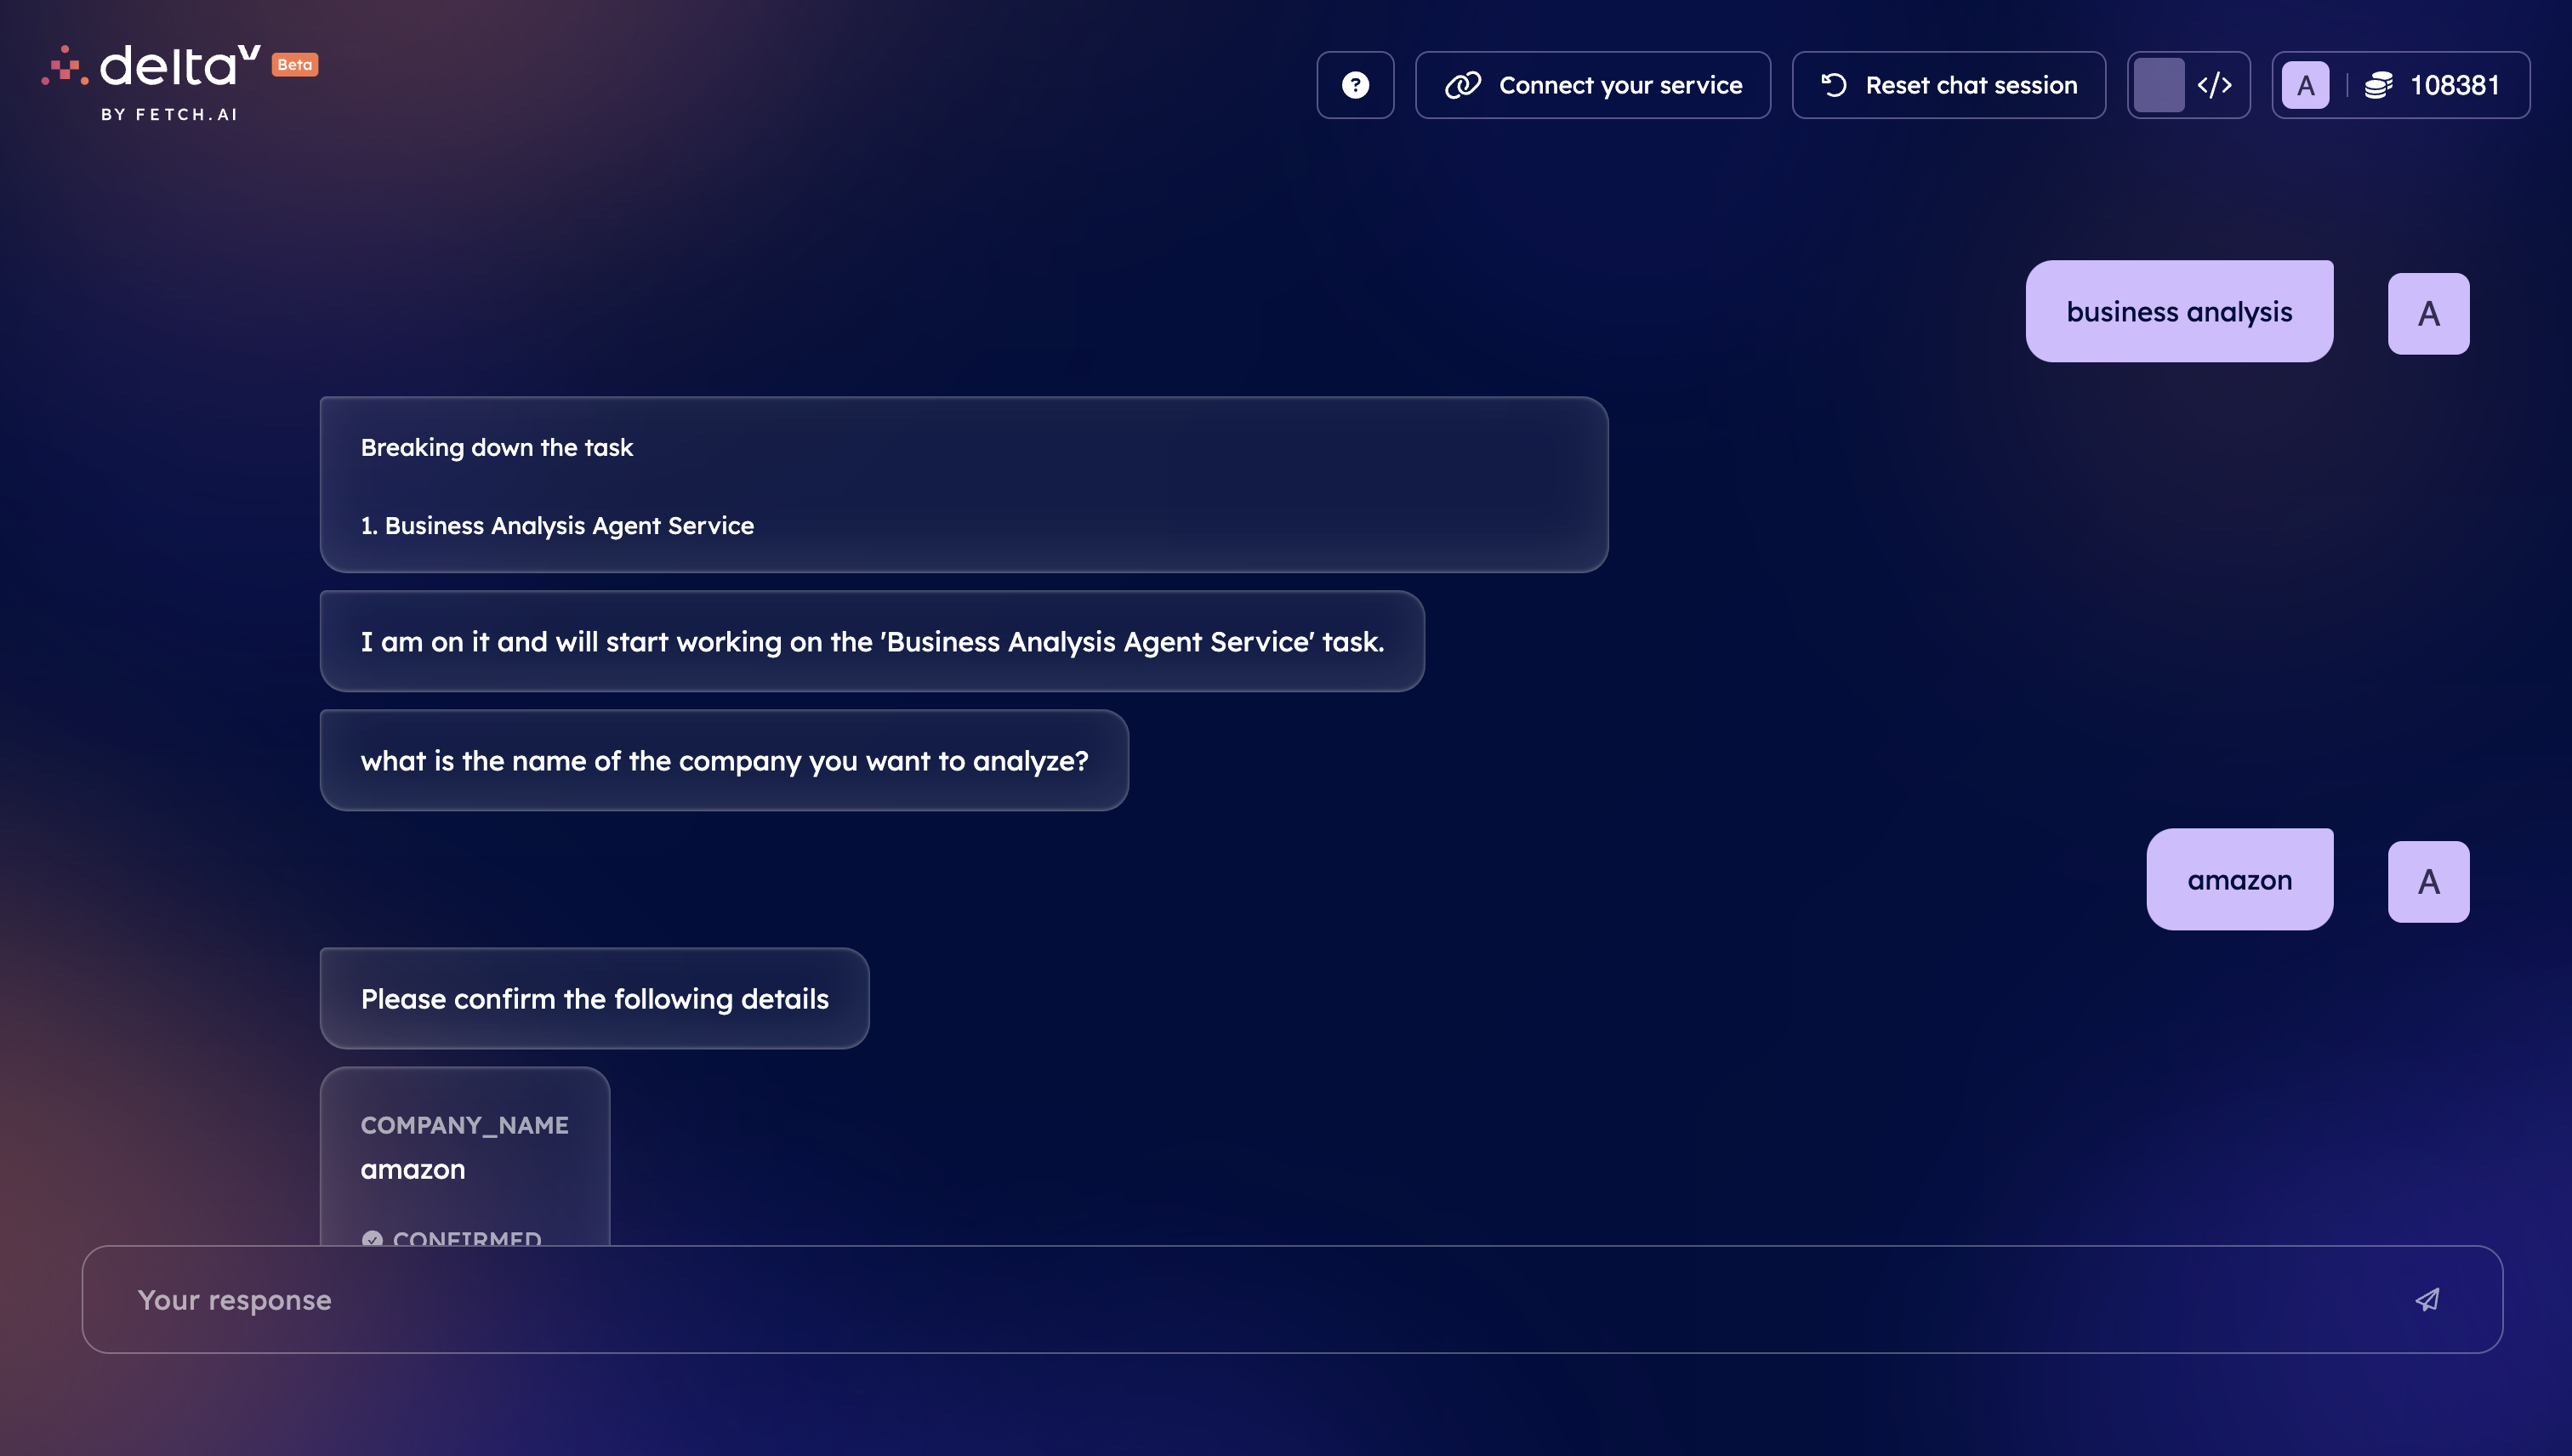 deltaV Beta
BY FETCH.AI
? Connect your service Reset chat session </> A 108381
business analysis A
Breaking down the task
1. Business Analysis Agent Service
I am on it and will start working on the 'Business Analysis Agent Service' task.
what is the name of the company you want to analyze?
amazon A
Please confirm the following details
COMPANY_NAME
amazon
CONFIRMED
Your response